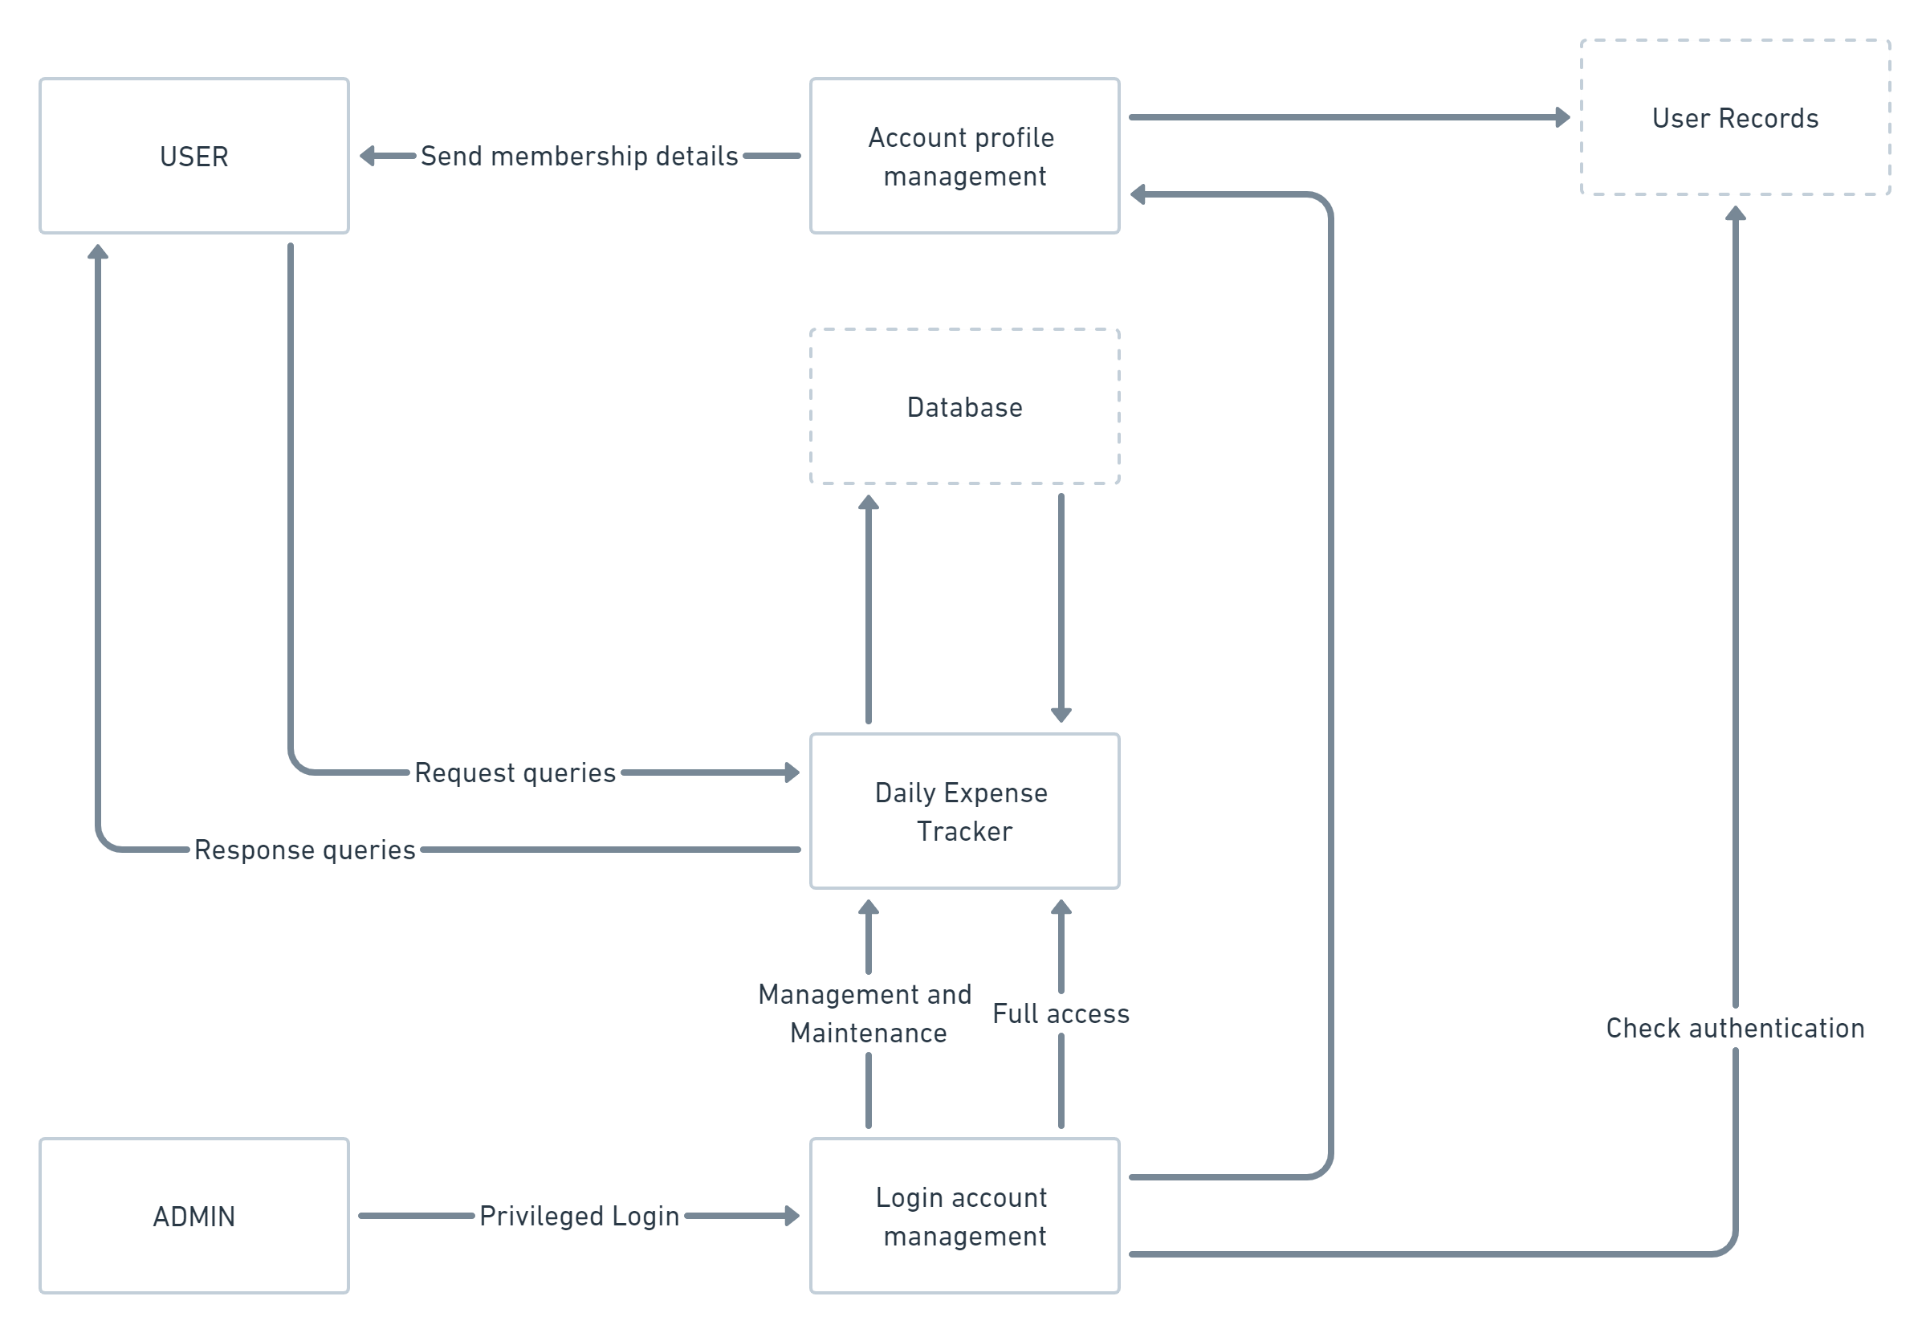 USER
Send membership details
Account profile
management
User Records
Database
Request queries
Daily Expense
Tracker
Response queries
Management and
Maintenance
Full access
Check authentication
ADMIN
Privileged Login
Login account
management